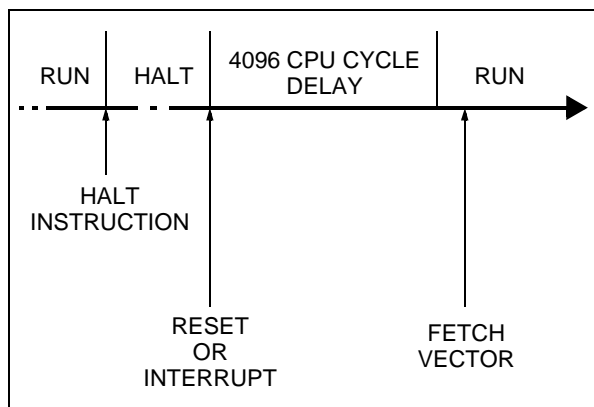 RUN
HALT
4096 CPU CYCLE
DELAY
RUN
HALT
INSTRUCTION
RESET
OR
INTERRUPT
FETCH
VECTOR